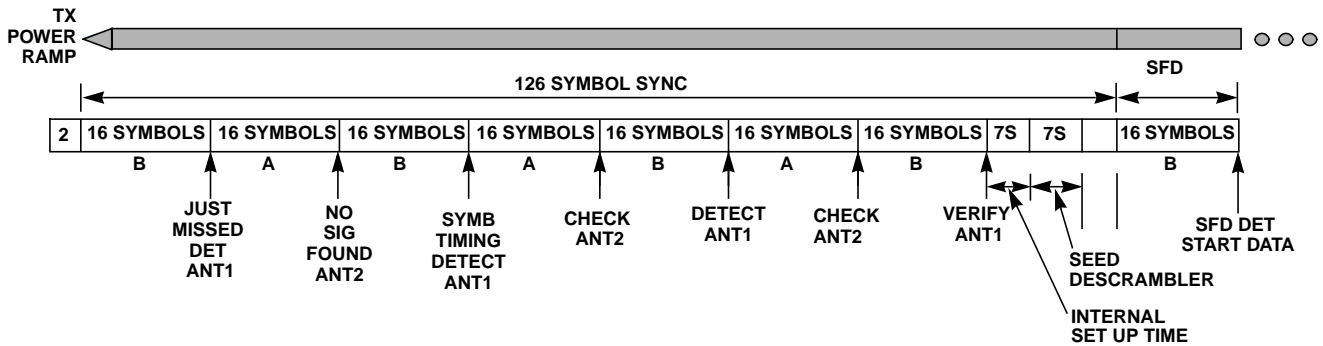 TX
POWER
RAMP
SFD
126 SYMBOL SYNC
2 16 SYMBOLS 16 SYMBOLS 16 SYMBOLS 16 SYMBOLS 16 SYMBOLS 16 SYMBOLS 16 SYMBOLS 7S 7S 16 SYMBOLS
B A B A B A B B
JUST
MISSED
DET
ANT1
NO
SIG
FOUND
ANT2
SYMB
TIMING
DETECT
ANT1
CHECK
ANT2
DETECT
ANT1
CHECK
ANT2
VERIFY
ANT1
SFD DET
START DATA
SEED
DESCRAMBLER
INTERNAL
SET UP TIME